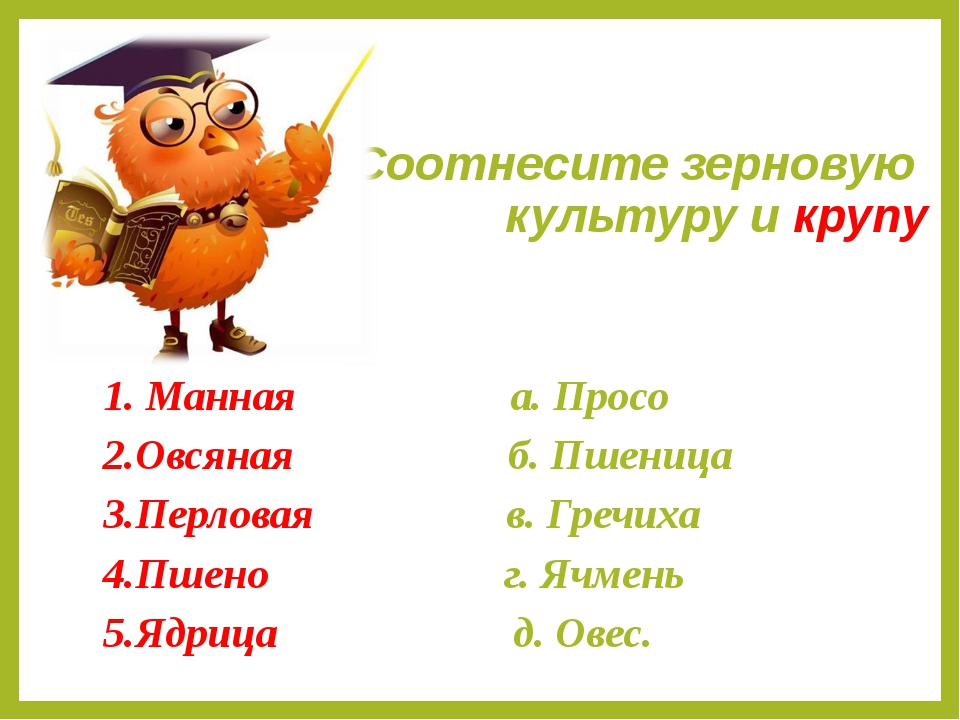 Соотнесите зерновую
культуру и крупу
Tes
1. Манная а. Просо
2.Овсяная б. Пшеница
3.Перловая в. Гречиха
4.Пшено г. Ячмень
5.Ядрица д. Овес.